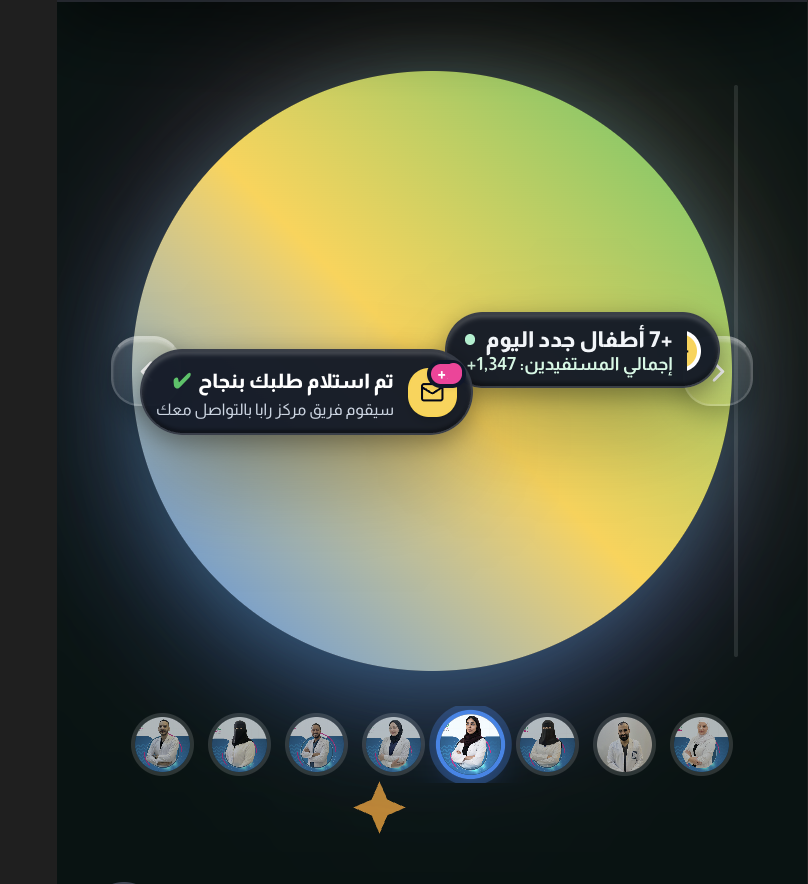 +7 أطفال جدد اليوم
إجمالي المستفيدين: 1,347+
تم استلام طلبك بنجاح ✔
سيقوم فريق مركز رابا بالتواصل معك
+